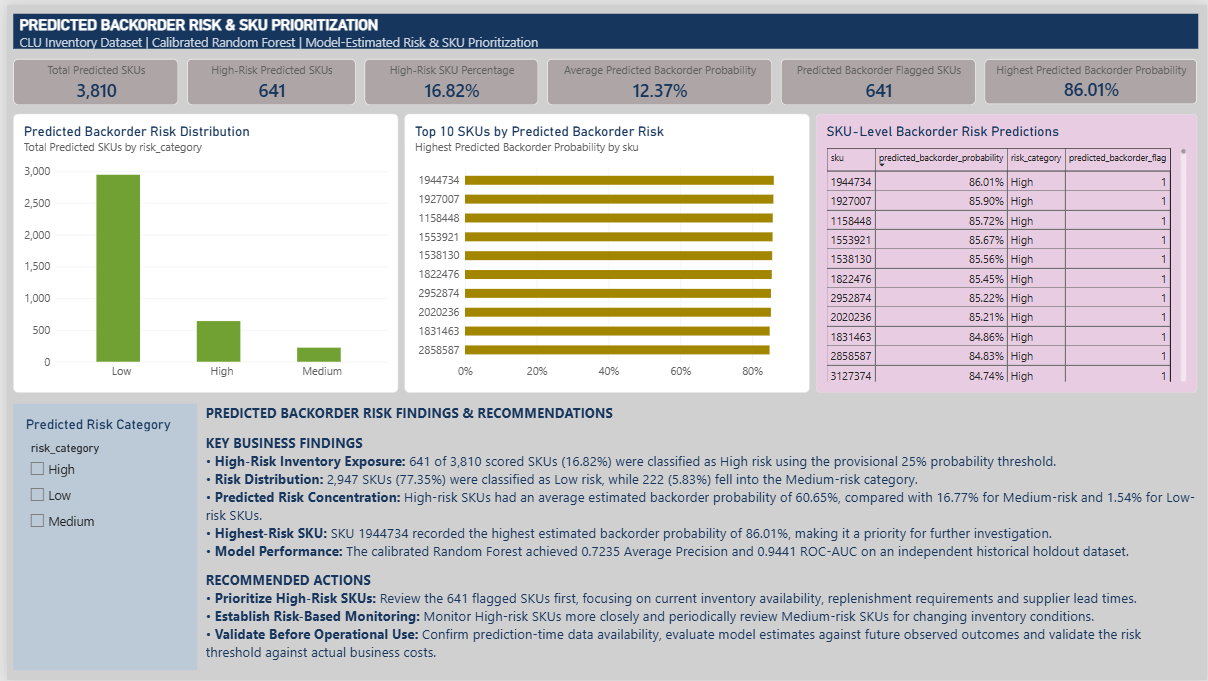 PREDICTED BACKORDER RISK & SKU PRIORITIZATION
CLU Inventory Dataset | Calibrated Random Forest | Model-Estimated Risk & SKU Prioritization
Total Predicted SKUs
3,810
High-Risk Predicted SKUs
641
High-Risk SKU Percentage
16.82%
Average Predicted Backorder Probability
12.37%
Predicted Backorder Flagged SKUs
641
Highest Predicted Backorder Probability
86.01%
Predicted Backorder Risk Distribution
Total Predicted SKUs by risk_category
3,000
2,500
2,000
1,500
1,000
500
0
Low
High
Medium
Top 10 SKUs by Predicted Backorder Risk
Highest Predicted Backorder Probability by sku
1944734
1927007
1158448
1553921
1538130
1822476
2952874
2020236
1831463
2858587
0%
20%
40%
60%
80%
SKU-Level Backorder Risk Predictions
sku predicted_backorder_probability risk_category predicted_backorder_flag
1944734 86.01% High 1
1927007 85.90% High 1
1158448 85.72% High 1
1553921 85.67% High 1
1538130 85.56% High 1
1822476 85.45% High 1
2952874 85.22% High 1
2020236 85.21% High 1
1831463 84.86% High 1
2858587 84.83% High 1
3127374 84.74% High 1
Predicted Risk Category
risk_category
High
Low
Medium
PREDICTED BACKORDER RISK FINDINGS & RECOMMENDATIONS
KEY BUSINESS FINDINGS
• High-Risk Inventory Exposure: 641 of 3,810 scored SKUs (16.82%) were classified as High risk using the provisional 25% probability threshold.
• Risk Distribution: 2,947 SKUs (77.35%) were classified as Low risk, while 222 (5.83%) fell into the Medium-risk category.
• Predicted Risk Concentration: High-risk SKUs had an average estimated backorder probability of 60.65%, compared with 16.77% for Medium-risk and 1.54% for Low-
risk SKUs.
• Highest-Risk SKU: SKU 1944734 recorded the highest estimated backorder probability of 86.01%, making it a priority for further investigation.
• Model Performance: The calibrated Random Forest achieved 0.7235 Average Precision and 0.9441 ROC-AUC on an independent historical holdout dataset.
RECOMMENDED ACTIONS
• Prioritize High-Risk SKUs: Review the 641 flagged SKUs first, focusing on current inventory availability, replenishment requirements and supplier lead times.
• Establish Risk-Based Monitoring: Monitor High-risk SKUs more closely and periodically review Medium-risk SKUs for changing inventory conditions.
• Validate Before Operational Use: Confirm prediction-time data availability, evaluate model estimates against future observed outcomes and validate the risk
threshold against actual business costs.